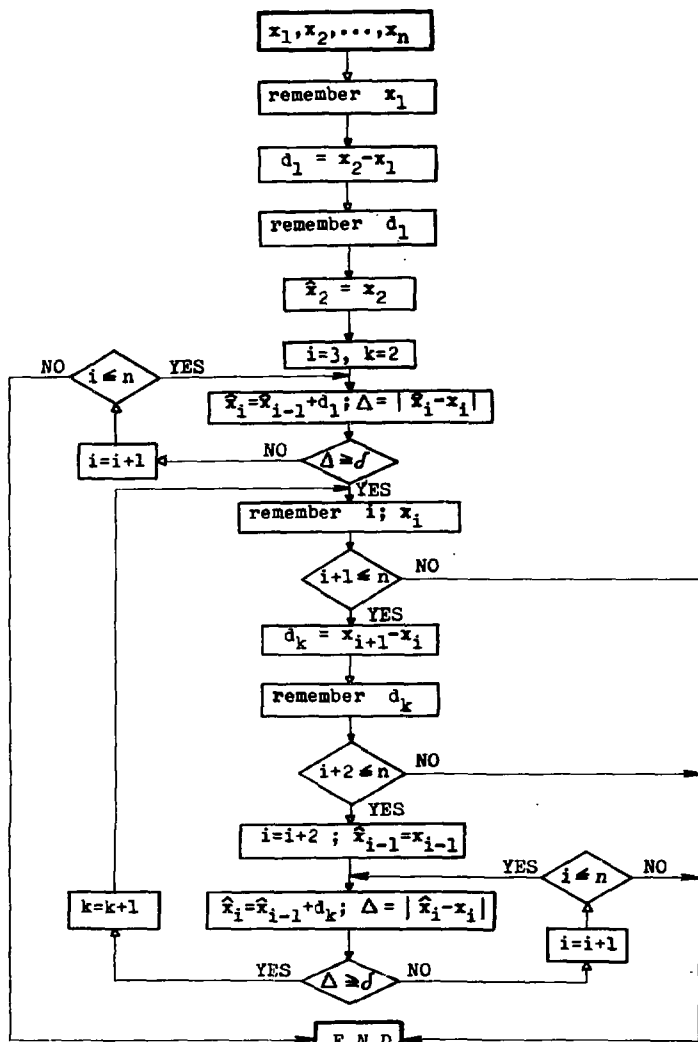 x₁,x₂,...,xₙ
remember x₁
d₁ = x₂-x₁
remember d₁
x̂₂ = x₂
i=3, k=2
NO
i≦n
YES
x̂ᵢ=x̂ᵢ₋₁+d₁; Δ=|x̂ᵢ-xᵢ|
i=i+1
NO
Δ≧δ
YES
remember i; xᵢ
i+1≦n
NO
YES
dₖ = xᵢ₊₁-xᵢ
remember dₖ
i+2≦n
NO
YES
i=i+2 ; x̂ᵢ₋₁=xᵢ₋₁
YES
i≦n
NO
k=k+1
x̂ᵢ=x̂ᵢ₋₁+dₖ; Δ=|x̂ᵢ-xᵢ|
i=i+1
YES
Δ≧δ
NO
E N D